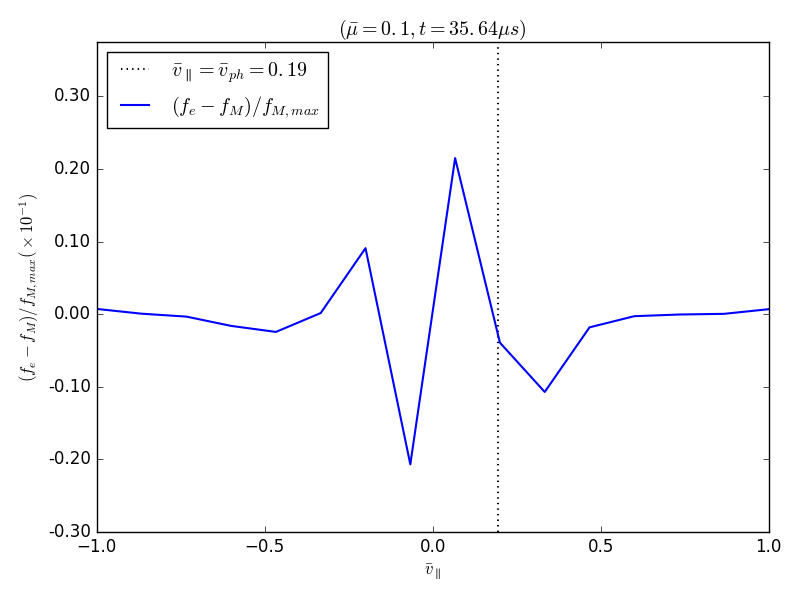 (μ̄ = 0.1, t = 35.64μs)
v̄∥ = v̄ph = 0.19
(fe − fM)/fM,max
0.30
0.20
0.10
0.00
-0.10
-0.20
-0.30
(fe − fM)/fM,max(×10⁻¹)
−1.0 −0.5 0.0 0.5 1.0
v̄∥